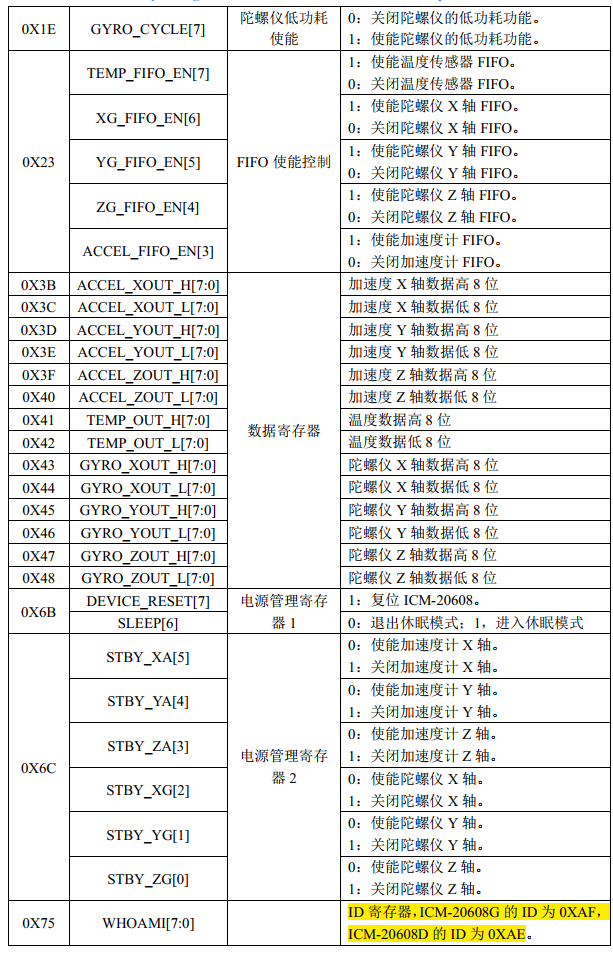 0X1E GYRO_CYCLE[7] 陀螺仪低功耗使能 0：关闭陀螺仪的低功耗功能。
1：使能陀螺仪的低功耗功能。
0X23 TEMP_FIFO_EN[7] FIFO 使能控制 1：使能温度传感器 FIFO。
0：关闭温度传感器 FIFO。
XG_FIFO_EN[6] 1：使能陀螺仪 X 轴 FIFO。
0：关闭陀螺仪 X 轴 FIFO。
YG_FIFO_EN[5] 1：使能陀螺仪 Y 轴 FIFO。
0：关闭陀螺仪 Y 轴 FIFO。
ZG_FIFO_EN[4] 1：使能陀螺仪 Z 轴 FIFO。
0：关闭陀螺仪 Z 轴 FIFO。
ACCEL_FIFO_EN[3] 1：使能加速度计 FIFO。
0：关闭加速度计 FIFO。
0X3B ACCEL_XOUT_H[7:0] 数据寄存器 加速度 X 轴数据高 8 位
0X3C ACCEL_XOUT_L[7:0] 加速度 X 轴数据低 8 位
0X3D ACCEL_YOUT_H[7:0] 加速度 Y 轴数据高 8 位
0X3E ACCEL_YOUT_L[7:0] 加速度 Y 轴数据低 8 位
0X3F ACCEL_ZOUT_H[7:0] 加速度 Z 轴数据高 8 位
0X40 ACCEL_ZOUT_L[7:0] 加速度 Z 轴数据低 8 位
0X41 TEMP_OUT_H[7:0] 温度数据高 8 位
0X42 TEMP_OUT_L[7:0] 温度数据低 8 位
0X43 GYRO_XOUT_H[7:0] 陀螺仪 X 轴数据高 8 位
0X44 GYRO_XOUT_L[7:0] 陀螺仪 X 轴数据低 8 位
0X45 GYRO_YOUT_H[7:0] 陀螺仪 Y 轴数据高 8 位
0X46 GYRO_YOUT_L[7:0] 陀螺仪 Y 轴数据低 8 位
0X47 GYRO_ZOUT_H[7:0] 陀螺仪 Z 轴数据高 8 位
0X48 GYRO_ZOUT_L[7:0] 陀螺仪 Z 轴数据低 8 位
0X6B DEVICE_RESET[7] 电源管理寄存器 1 1：复位 ICM-20608。
SLEEP[6] 0：退出休眠模式；1，进入休眠模式
0X6C STBY_XA[5] 电源管理寄存器 2 0：使能加速度计 X 轴。
1：关闭加速度计 X 轴。
STBY_YA[4] 0：使能加速度计 Y 轴。
1：关闭加速度计 Y 轴。
STBY_ZA[3] 0：使能加速度计 Z 轴。
1：关闭加速度计 Z 轴。
STBY_XG[2] 0：使能陀螺仪 X 轴。
1：关闭陀螺仪 X 轴。
STBY_YG[1] 0：使能陀螺仪 Y 轴。
1：关闭陀螺仪 Y 轴。
STBY_ZG[0] 0：使能陀螺仪 Z 轴。
1：关闭陀螺仪 Z 轴。
0X75 WHOAMI[7:0] ID 寄存器，ICM-20608G 的 ID 为 0XAF，
ICM-20608D 的 ID 为 0XAE。